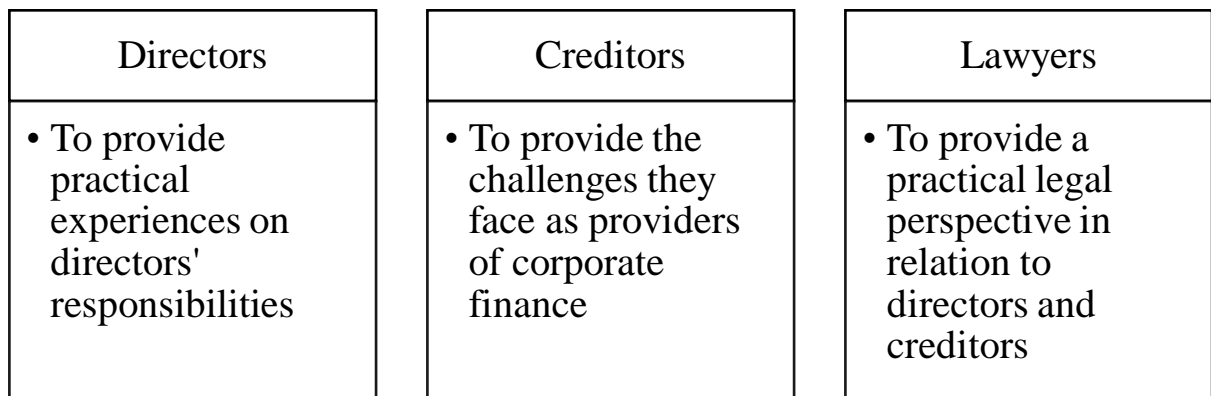 Directors
• To provide
practical
experiences on
directors'
responsibilities
Creditors
• To provide the
challenges they
face as providers
of corporate
finance
Lawyers
• To provide a
practical legal
perspective in
relation to
directors and
creditors